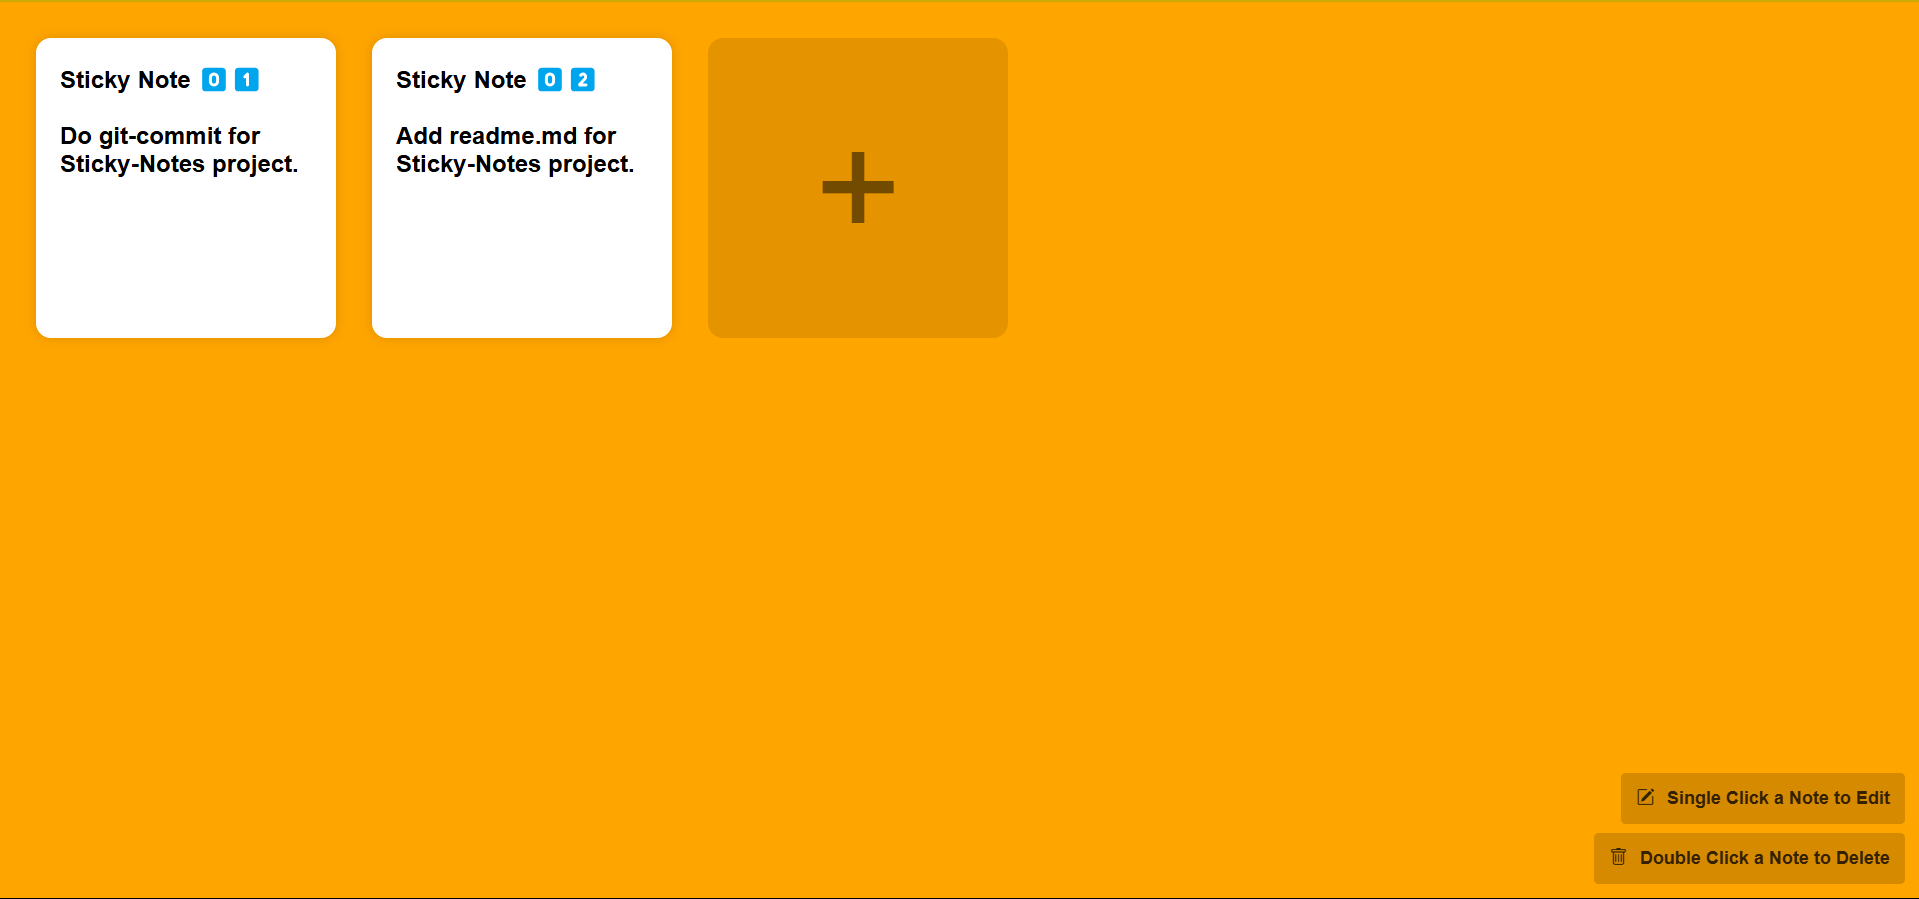 Sticky Note 0️⃣ 1️⃣
Do git-commit for
Sticky-Notes project.
Sticky Note 0️⃣ 2️⃣
Add readme.md for
Sticky-Notes project.
+
Single Click a Note to Edit
Double Click a Note to Delete